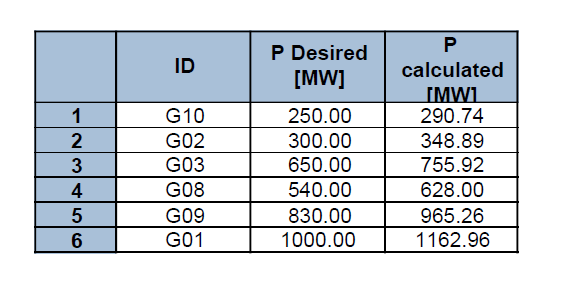 ID P Desired [MW] P calculated [MW]
1 G10 250.00 290.74
2 G02 300.00 348.89
3 G03 650.00 755.92
4 G08 540.00 628.00
5 G09 830.00 965.26
6 G01 1000.00 1162.96